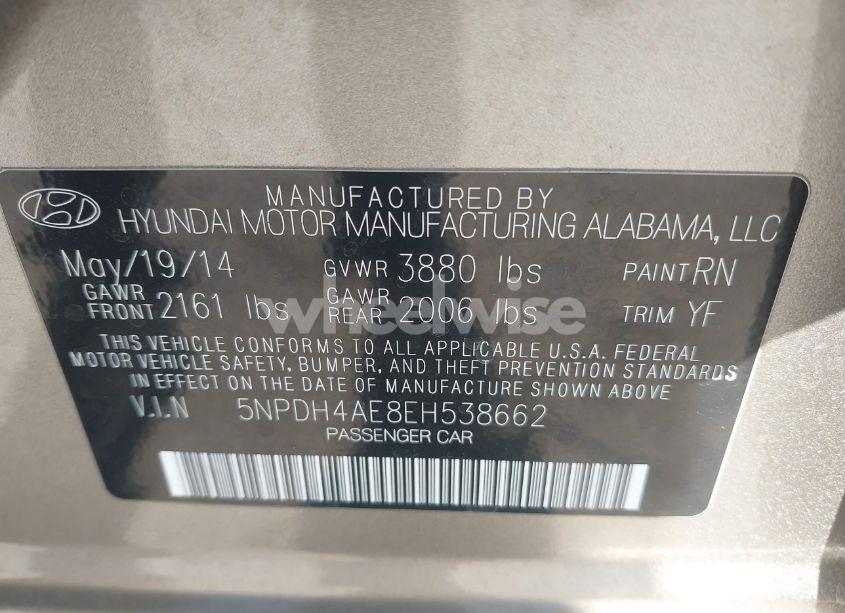 MANUFACTURED BY
HYUNDAI MOTOR MANUFACTURING ALABAMA, LLC
May/19/14 GVWR 3880 lbs PAINT RN
GAWR FRONT 2161 lbs GAWR REAR 2006 lbs TRIM YF
wheelwise
THIS VEHICLE CONFORMS TO ALL APPLICABLE U.S.A. FEDERAL
MOTOR VEHICLE SAFETY, BUMPER, AND THEFT PREVENTION STANDARDS
IN EFFECT ON THE DATE OF MANUFACTURE SHOWN ABOVE
V.I.N 5NPDH4AE8EH538662
PASSENGER CAR